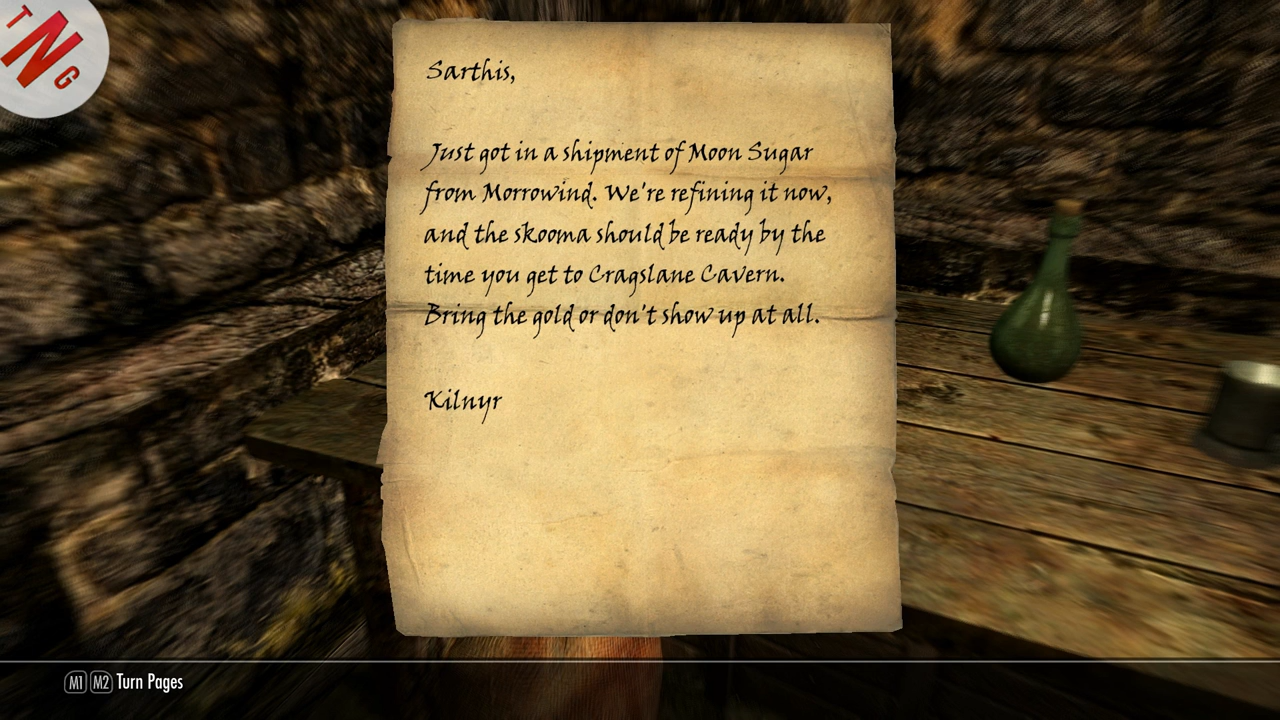 TNG
Sarthis,
Just got in a shipment of Moon Sugar
from Morrowind. We're refining it now,
and the skooma should be ready by the
time you get to Cragslane Cavern.
Bring the gold or don't show up at all.
Kilnyr
M1 M2 Turn Pages